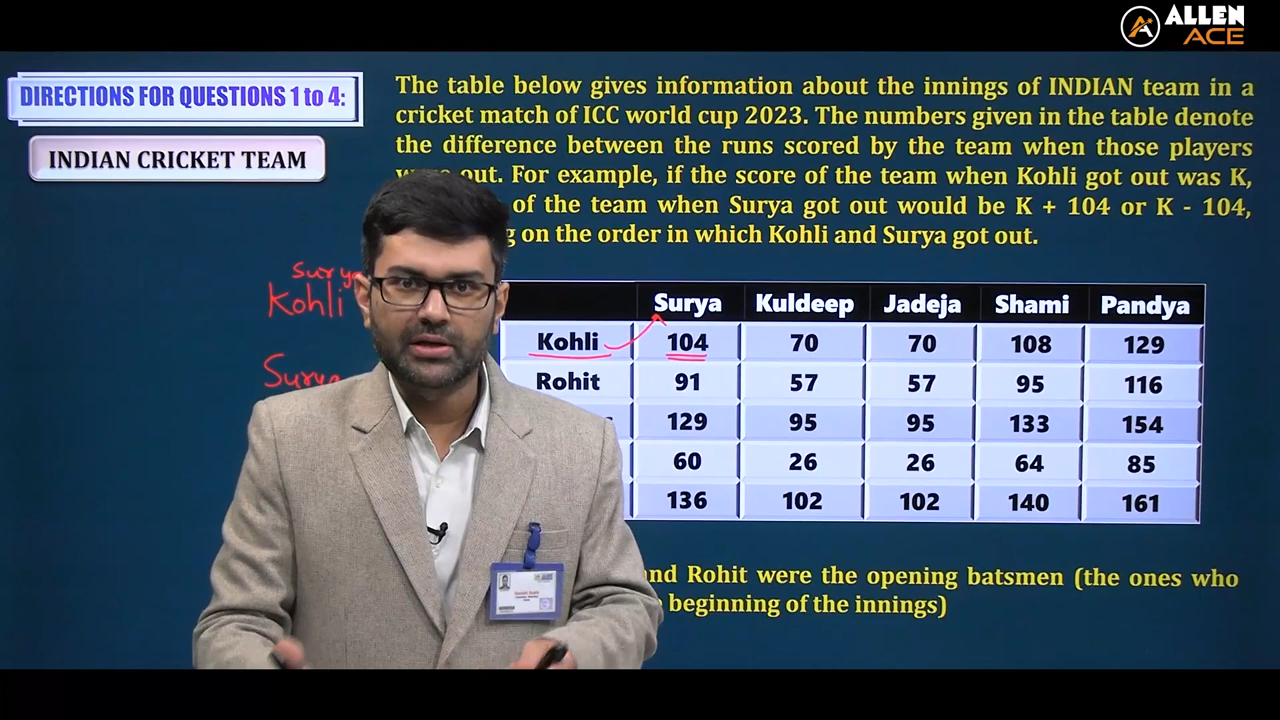 ALLEN
ACE
DIRECTIONS FOR QUESTIONS 1 to 4:
INDIAN CRICKET TEAM
The table below gives information about the innings of INDIAN team in a
cricket match of ICC world cup 2023. The numbers given in the table denote
the difference between the runs scored by the team when those players
out. For example, if the score of the team when Kohli got out was K,
of the team when Surya got out would be K + 104 or K - 104,
on the order in which Kohli and Surya got out.
Surya
Kohli
Surya
Surya Kuldeep Jadeja Shami Pandya
Kohli 104 70 70 108 129
Rohit 91 57 57 95 116
129 95 95 133 154
60 26 26 64 85
136 102 102 140 161
and Rohit were the opening batsmen (the ones who
beginning of the innings)